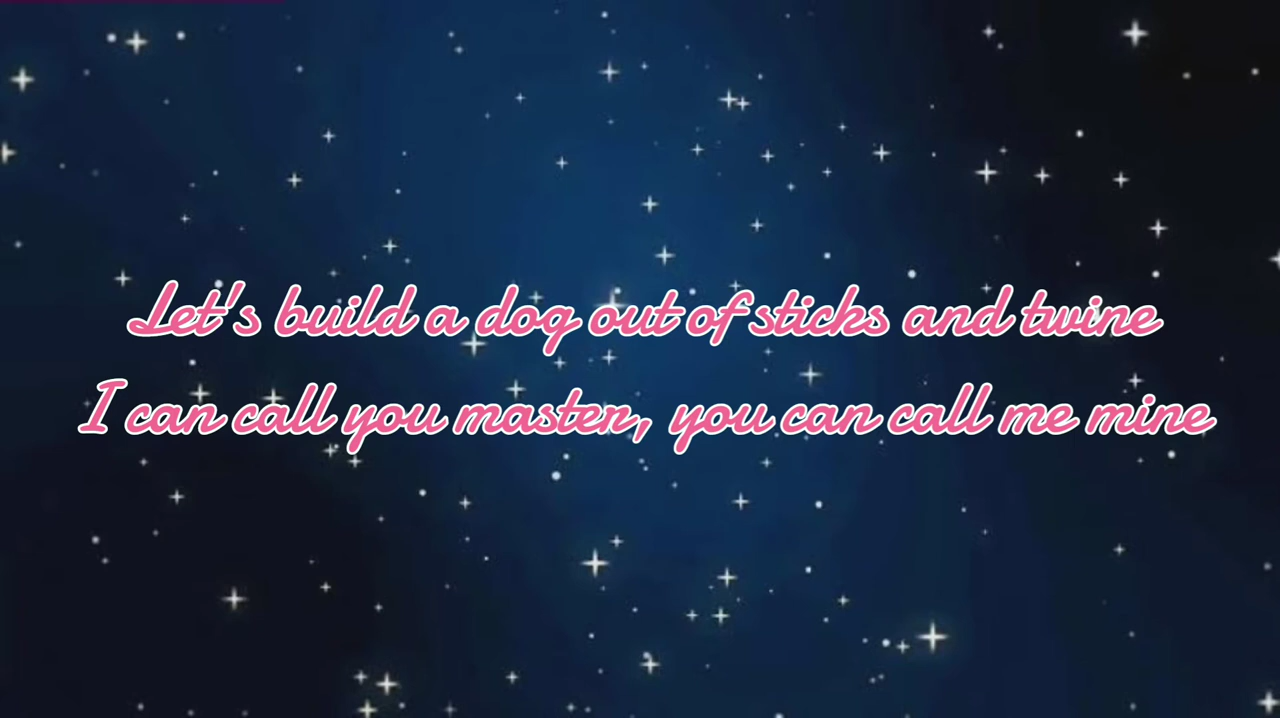 Let's build a dog out of sticks and twine
I can call you master, you can call me mine